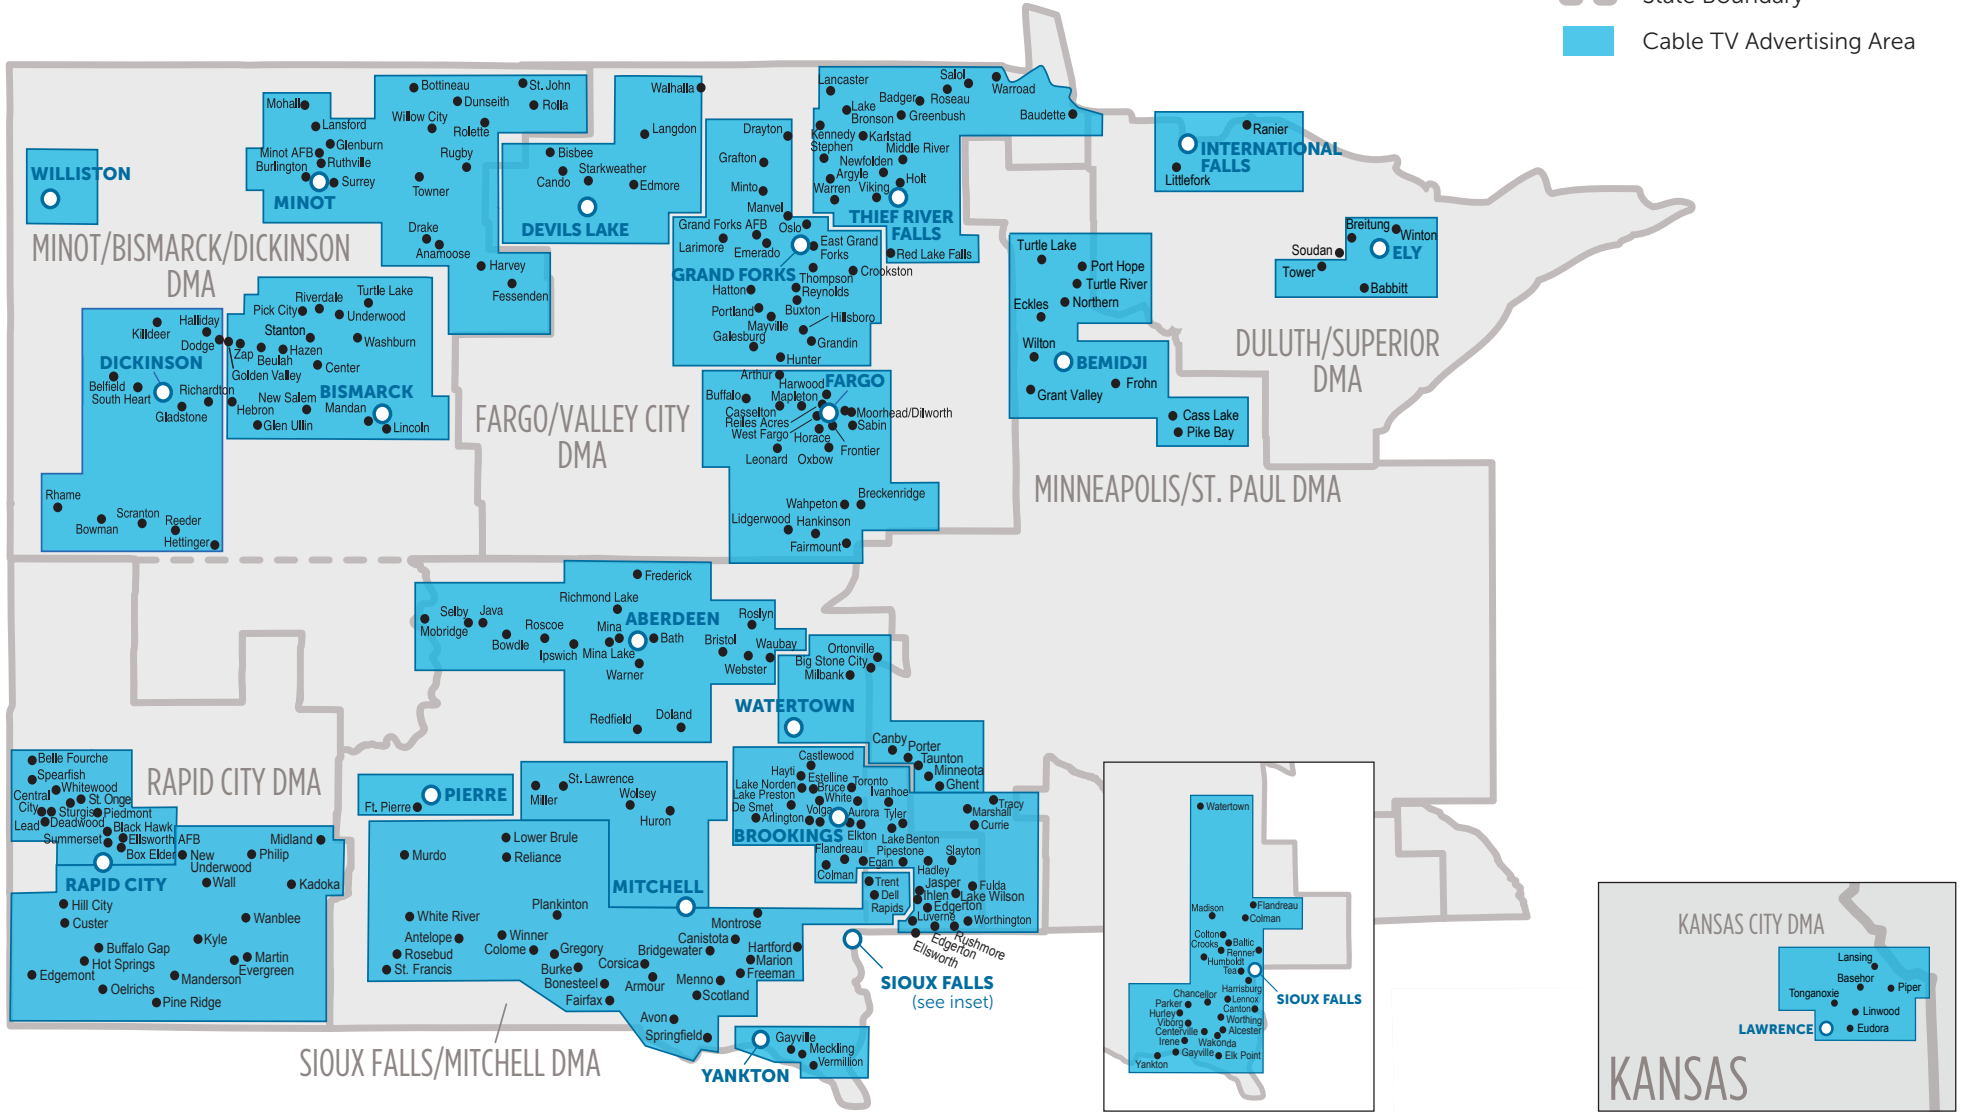 State Boundary
Cable TV Advertising Area
WILLISTON
MINOT/BISMARCK/DICKINSON
DMA
Mohall
Lansford
Glenburn
Minot AFB
Ruthville
Burlington
Surrey
MINOT
Bottineau
St. John
Dunseith
Rolla
Willow City
Rolette
Rugby
Towner
Drake
Anamoose
Harvey
Fessenden
Walhalla
Langdon
Bisbee
Starkweather
Cando
Edmore
DEVILS LAKE
Drayton
Grafton
Minto
Manvel
Grand Forks AFB
Oslo
Larimore
Emerado
East Grand
Forks
GRAND FORKS
Thompson
Crookston
Hatton
Reynolds
Portland
Buxton
Hillsboro
Mayville
Galesburg
Grandin
Hunter
Lancaster
Salol
Warroad
Badger
Roseau
Lake
Bronson
Greenbush
Baudette
Kennedy
Karlstad
Stephen
Middle River
Newfolden
Argyle
Holt
Warren
Viking
THIEF RIVER
FALLS
Red Lake Falls
Ranier
INTERNATIONAL
FALLS
Littlefork
Breitung
Winton
Soudan
ELY
Tower
Babbitt
DULUTH/SUPERIOR
DMA
Turtle Lake
Port Hope
Turtle River
Eckles
Northern
Wilton
BEMIDJI
Frohn
Grant Valley
Cass Lake
Pike Bay
MINNEAPOLIS/ST. PAUL DMA
Killdeer
Halliday
Dodge
DICKINSON
Belfield
South Heart
Richardton
Gladstone
Rhame
Bowman
Scranton
Reeder
Hettinger
Turtle Lake
Riverdale
Pick City
Underwood
Stanton
Washburn
Zap
Hazen
Beulah
Center
Golden Valley
BISMARCK
New Salem
Hebron
Mandan
Glen Ullin
Lincoln
FARGO/VALLEY CITY
DMA
Arthur
Harwood
FARGO
Buffalo
Mapleton
Casselton
Moorhead/Dilworth
Reiles Acres
Sabin
West Fargo
Horace
Frontier
Leonard
Oxbow
Wahpeton
Breckenridge
Lidgerwood
Hankinson
Fairmount
Frederick
Richmond Lake
Selby
Java
ABERDEEN
Roslyn
Mobridge
Roscoe
Mina
Bath
Bristol
Waubay
Bowdle
Ipswich
Mina Lake
Webster
Warner
Redfield
Doland
Ortonville
Big Stone City
Milbank
WATERTOWN
Canby
Porter
Taunton
Minneota
Ghent
RAPID CITY DMA
Belle Fourche
Spearfish
Whitewood
Central
City
St. Onge
Sturgis
Piedmont
Lead
Deadwood
Black Hawk
Summerset
Ellsworth AFB
Box Elder
New
Underwood
Midland
Philip
RAPID CITY
Wall
Kadoka
Hill City
Custer
Wanblee
Buffalo Gap
Kyle
Hot Springs
Martin
Edgemont
Manderson
Evergreen
Oelrichs
Pine Ridge
Ft. Pierre
PIERRE
St. Lawrence
Miller
Wolsey
Huron
Lower Brule
Murdo
Reliance
MITCHELL
White River
Plankinton
Antelope
Winner
Rosebud
Colome
Gregory
St. Francis
Burke
Bonesteel
Fairfax
Montrose
Canistota
Bridgewater
Hartford
Corsica
Marion
Armour
Menno
Freeman
Scotland
Avon
Springfield
SIOUX FALLS/MITCHELL DMA
Castlewood
Hayti
Estelline
Toronto
Lake Norden
Bruce
Ivanhoe
Lake Preston
White
De Smet
Volga
Aurora
Tyler
Arlington
BROOKINGS
Elkton
Lake Benton
Flandreau
Pipestone
Egan
Colman
Tracy
Marshall
Currie
Slayton
Hadley
Trent
Dell
Rapids
Jasper
Fulda
Ihlen
Lake Wilson
Edgerton
Luverne
Worthington
Rushmore
Edgerton
Ellsworth
SIOUX FALLS
(see inset)
Gayville
Meckling
Vermillion
YANKTON
Watertown
Madison
Flandreau
Colman
Colton
Crooks
Baltic
Renner
Humboldt
Tea
SIOUX FALLS
Harrisburg
Chancellor
Lennox
Parker
Canton
Hurley
Worthing
Viborg
Centerville
Alcester
Irene
Wakonda
Gayville
Elk Point
Yankton
KANSAS CITY DMA
Lansing
Basehor
Piper
Tonganoxie
Linwood
LAWRENCE
Eudora
KANSAS